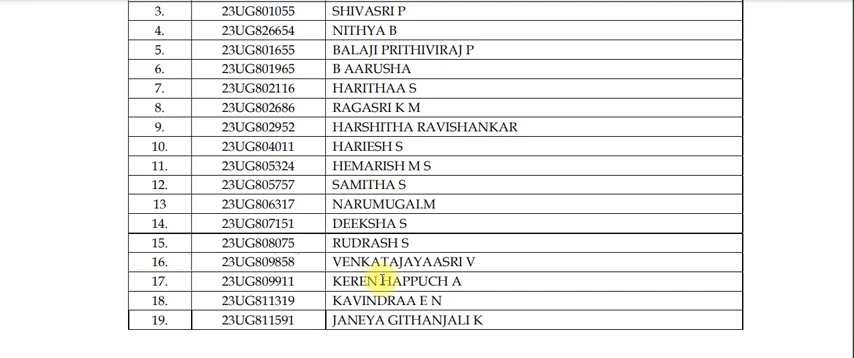 3. 23UG801055 SHIVASRI P
4. 23UG826654 NITHYA B
5. 23UG801655 BALAJI PRITHIVIRAJ P
6. 23UG801965 B AARUSHA
7. 23UG802116 HARITHAA S
8. 23UG802686 RAGASRI K M
9. 23UG802952 HARSHITHA RAVISHANKAR
10. 23UG804011 HARIESH S
11. 23UG805324 HEMARISH M S
12. 23UG805757 SAMITHA S
13 23UG806317 NARUMUGAI.M
14. 23UG807151 DEEKSHA S
15. 23UG808075 RUDRASH S
16. 23UG809858 VENKATAJAYAASRI V
17. 23UG809911 KEREN HAPPUCH A
18. 23UG811319 KAVINDRAA E N
19. 23UG811591 JANEYA GITHANJALI K